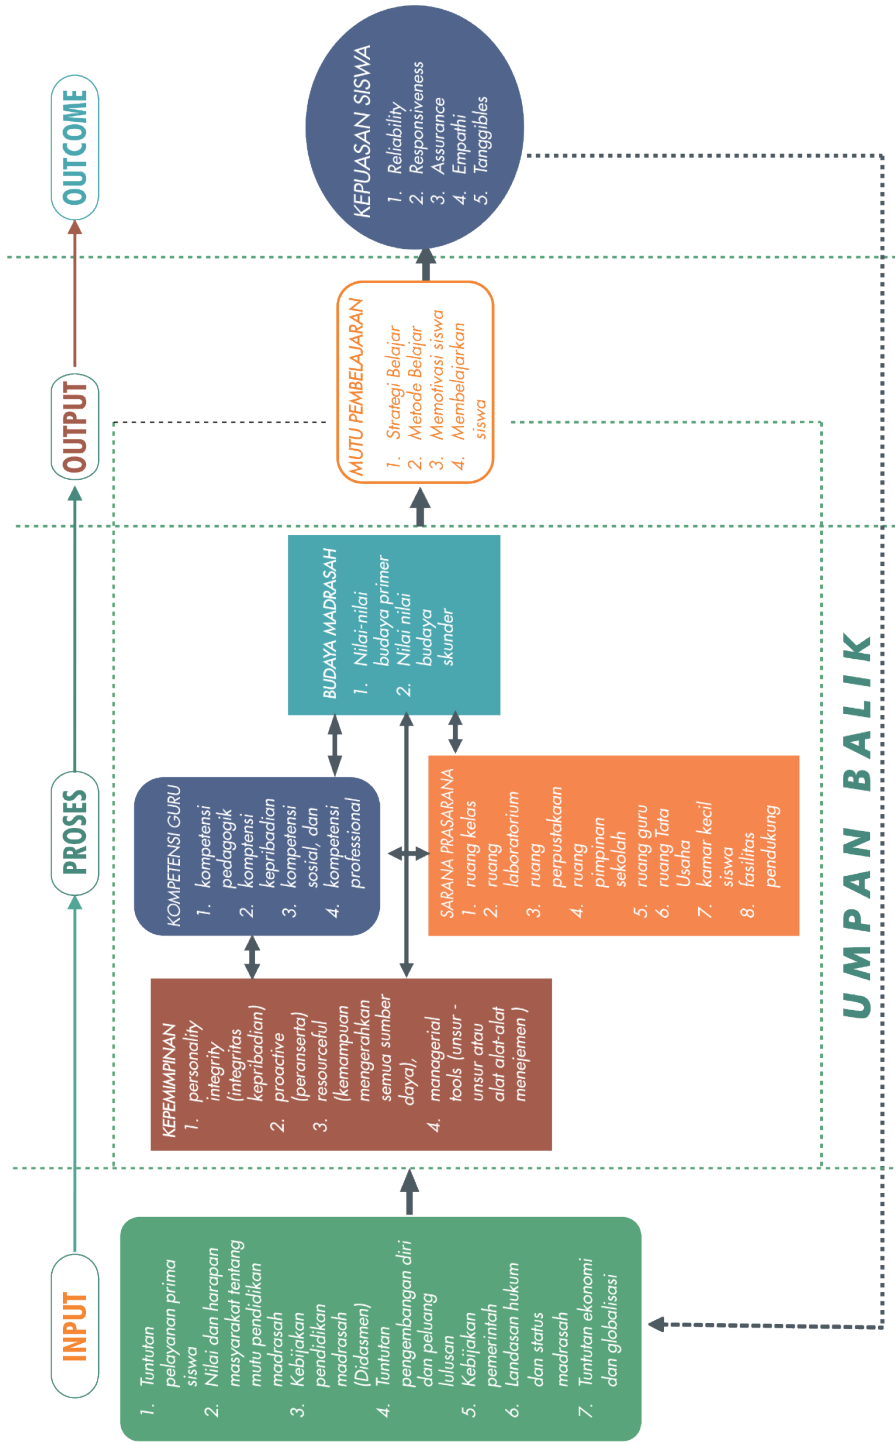 INPUT
PROSES
OUTPUT
OUTCOME
1. Tuntutan
pelayanan prima
siswa
2. Nilai dan harapan
masyarakat tentang
mutu pendidikan
madrasah
3. Kebijakan
pendidikan
madrasah
(Didasmen)
4. Tuntutan
pengembangan diri
dan peluang
lulusan
5. Kebijakan
pemerintah
6. Landasan hukum
dan status
madrasah
7. Tuntutan ekonomi
dan globalisasi
KEPEMIMPINAN
1. personality
integrity
(integritas
kepribadian)
2. proactive
(peranserta)
3. resourceful
(kemampuan
mengerahkan
semua sumber
daya),
4. managerial
tools (unsur -
unsur atau
alat alat-alat
menejemen )
KOMPETENSI GURU
1. kompetensi
pedagogik
2. komptensi
kepribadian
3. kompetensi
sosial, dan
4. kompetensi
professional
SARANA PRASARANA
1. ruang kelas
2. ruang
laboratorium
3. ruang
perpustakaan
4. ruang
pimpinan
sekolah
5. ruang guru
6. ruang Tata
Usaha
7. kamar kecil
siswa
8. fasilitas
pendukung
BUDAYA MADRASAH
1. Nilai-nilai
budaya primer
2. Nilai nilai
budaya
skunder
MUTU PEMBELAJARAN
1. Strategi Belajar
2. Metode Belajar
3. Memotivasi siswa
4. Membelajarkan
siswa
KEPUASAN SISWA
1. Reliability
2. Responsiveness
3. Assurance
4. Empathi
5. Tanggibles
UMPAN BALIK